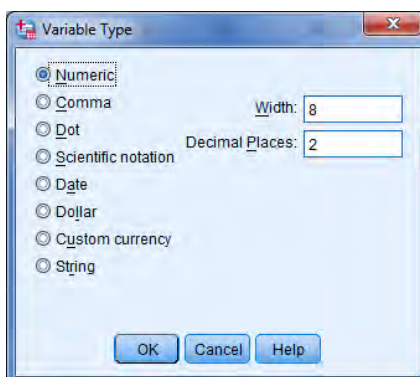 Variable Type
Numeric
Comma
Width: 8
Dot
Decimal Places: 2
Scientific notation
Date
Dollar
Custom currency
String
OK Cancel Help